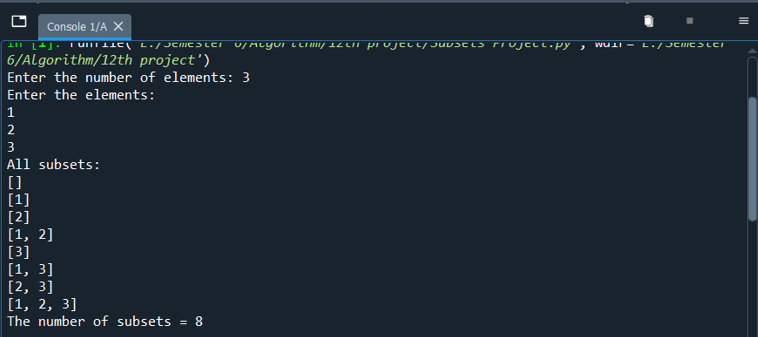 Console 1/A
In [1]: runfile('E:/Semester 6/Algorithm/12th project/Subsets Project.py', wdir='E:/Semester
6/Algorithm/12th project')
Enter the number of elements: 3
Enter the elements:
1
2
3
All subsets:
[]
[1]
[2]
[1, 2]
[3]
[1, 3]
[2, 3]
[1, 2, 3]
The number of subsets = 8